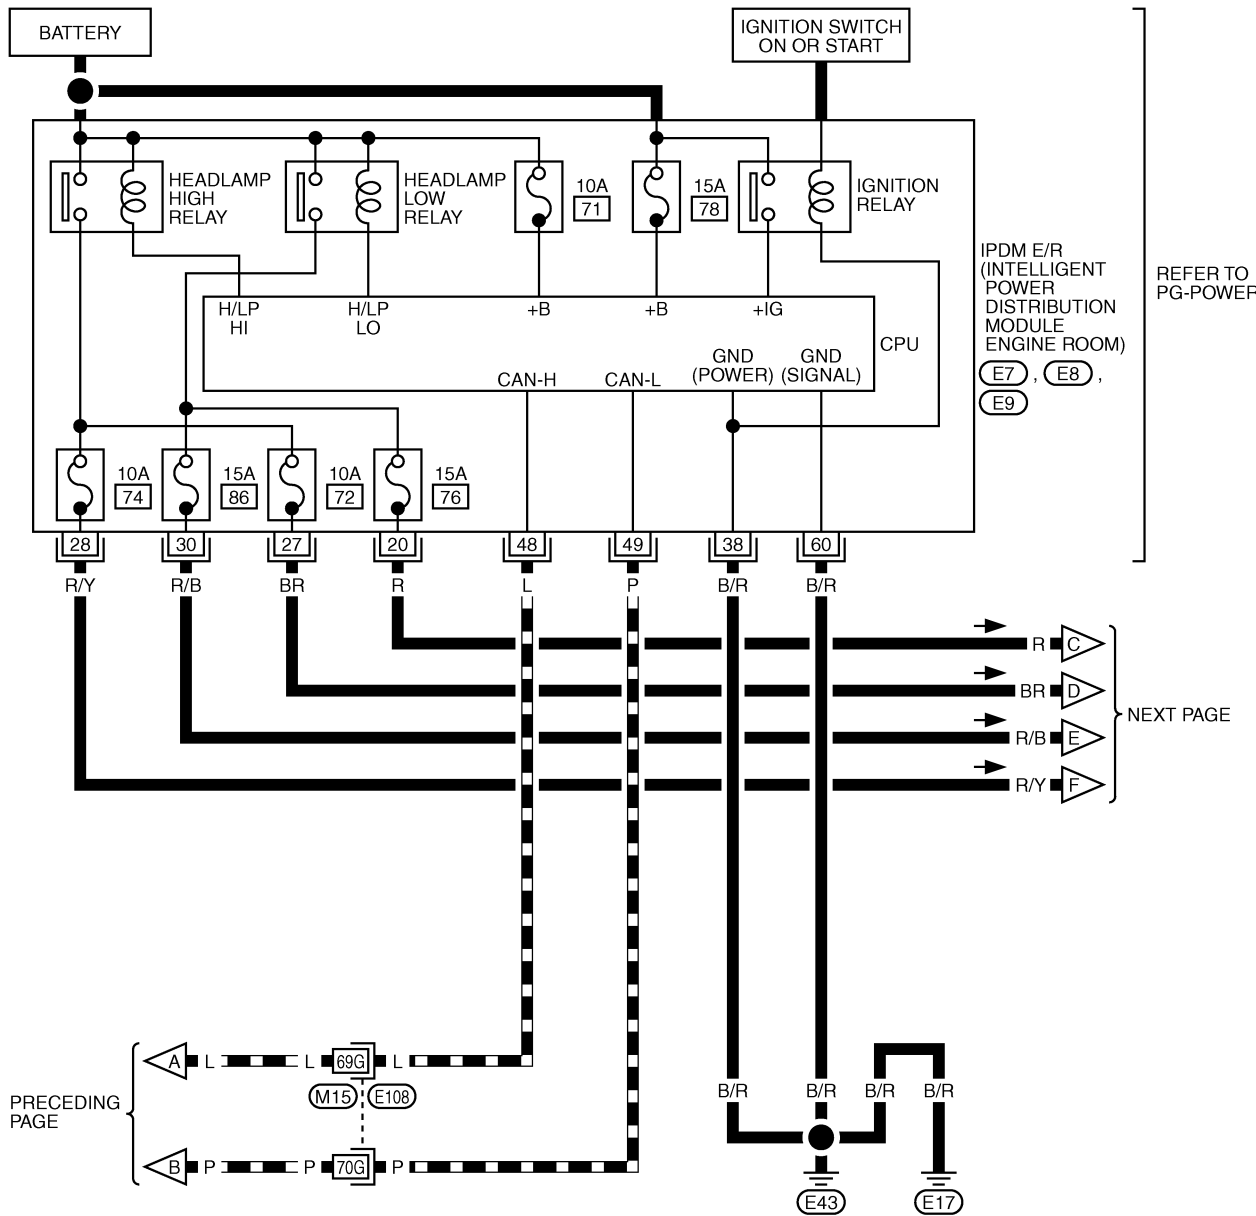 BATTERY
IGNITION SWITCH
ON OR START
HEADLAMP
HIGH
RELAY
HEADLAMP
LOW
RELAY
10A
71
15A
78
IGNITION
RELAY
IPDM E/R
(INTELLIGENT
POWER
DISTRIBUTION
MODULE
ENGINE ROOM)
E7 , E8 ,
E9
REFER TO
PG-POWER
H/LP
HI
H/LP
LO
+B
+B
+IG
CPU
CAN-H
CAN-L
GND
(POWER)
GND
(SIGNAL)
10A
74
15A
86
10A
72
15A
76
28
30
27
20
48
49
38
60
R/Y
R/B
BR
R
L
P
B/R
B/R
R
C
BR
D
R/B
E
R/Y
F
NEXT PAGE
PRECEDING
PAGE
A
L
L
69G
L
M15
E108
B
P
P
70G
P
B/R
B/R
B/R
B/R
E43
E17